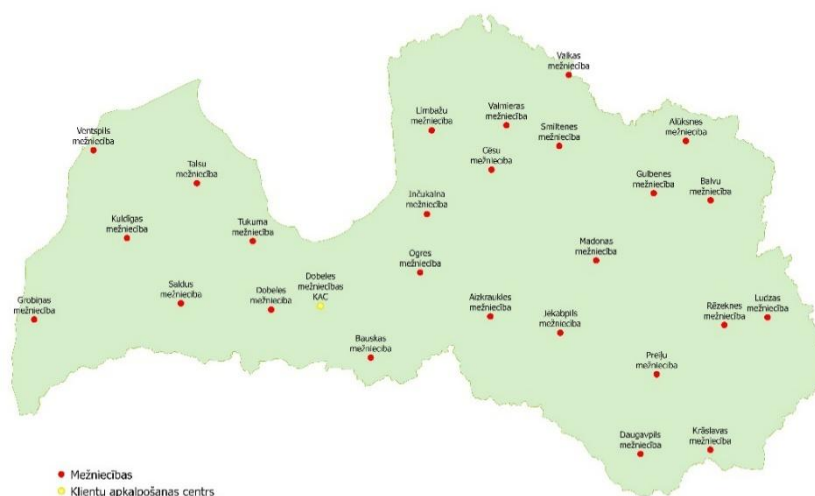 Valkas
mežniecība
Limbažu
mežniecība
Valmieras
mežniecība
Smiltenes
mežniecība
Alūksnes
mežniecība
Ventspils
mežniecība
Cēsu
mežniecība
Talsu
mežniecība
Gulbenes
mežniecība
Balvu
mežniecība
Inčukalna
mežniecība
Kuldīgas
mežniecība
Tukuma
mežniecība
Madonas
mežniecība
Ogres
mežniecība
Saldus
mežniecība
Dobeles
mežniecība
Dobeles
mežniecības
KAC
Grobiņas
mežniecība
Aizkraukles
mežniecība
Jēkabpils
mežniecība
Rēzeknes
mežniecība
Ludzas
mežniecība
Bauskas
mežniecība
Preiļu
mežniecība
Daugavpils
mežniecība
Krāslavas
mežniecība
Mežniecības
Klientu apkalpošanas centrs